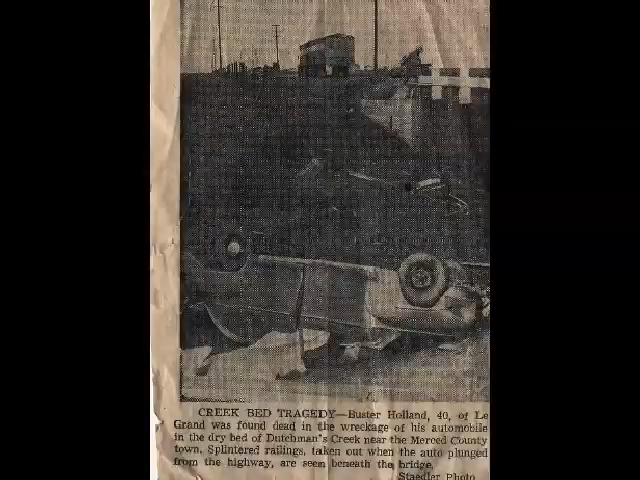 CREEK BED TRAGEDY—Buster Holland, 40, of Le
Grand was found dead in the wreckage of his automobile
in the dry bed of Dutchman's Creek near the Merced County
town. Splintered railings, taken out when the auto plunged
from the highway, are seen beneath the bridge.
Staedler Photo